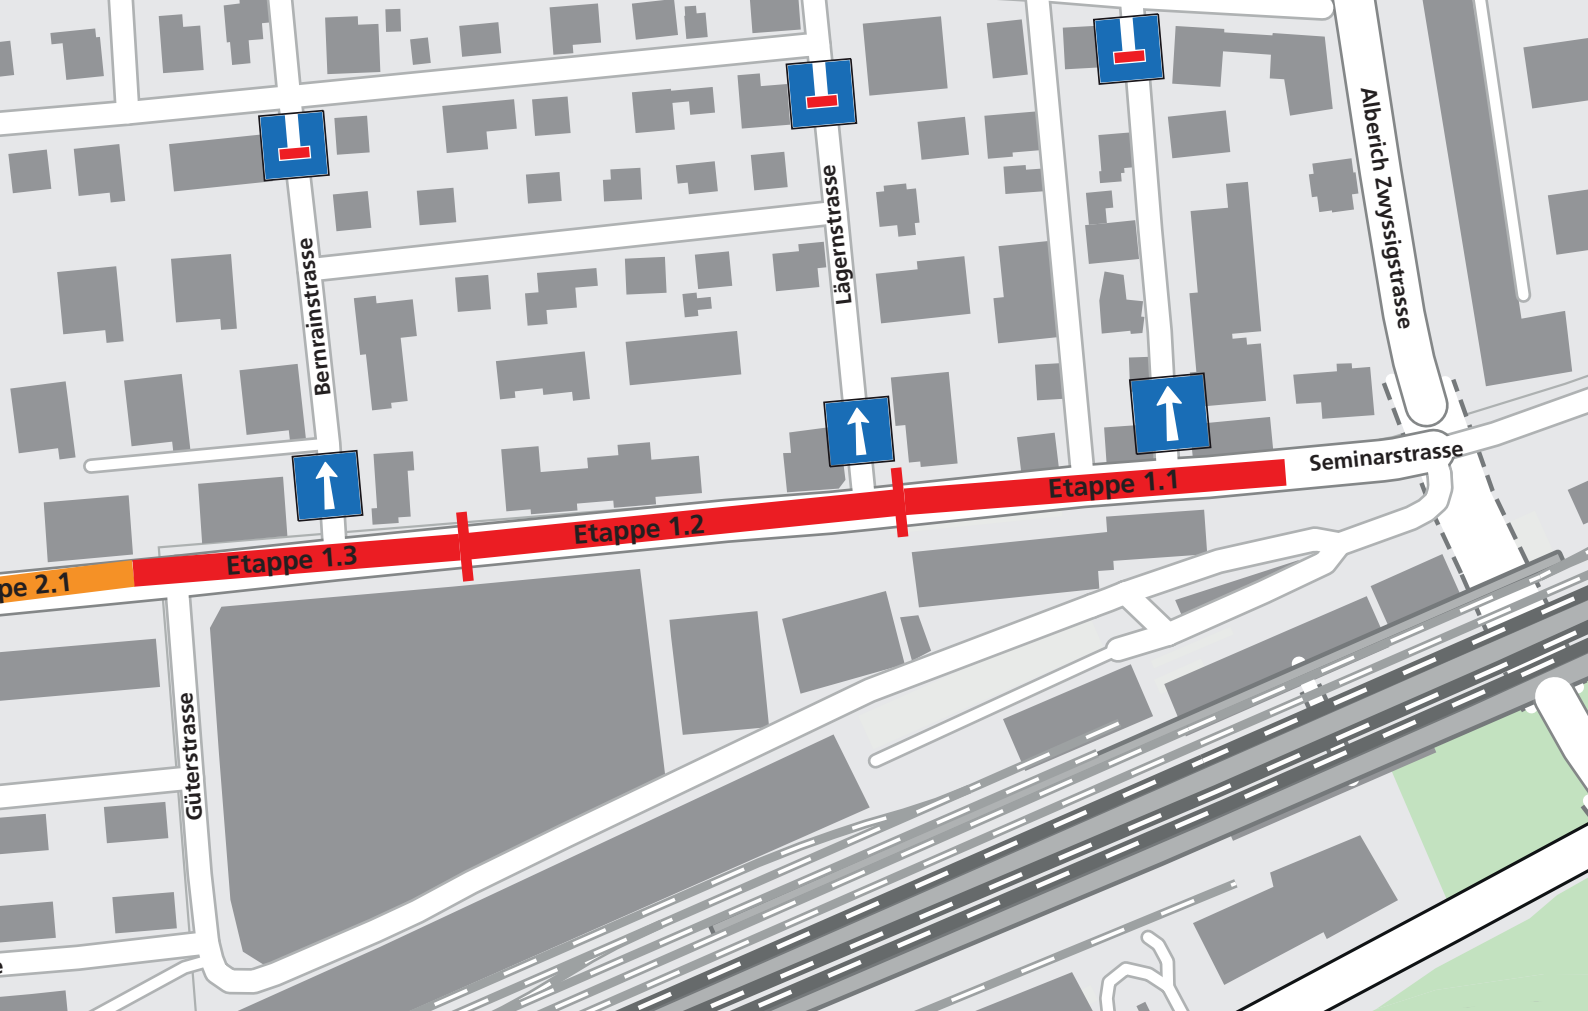 Alberich Zwyssigstrasse
Lägernstrasse
Bernrainstrasse
Seminarstrasse
Etappe 1.1
Etappe 1.2
Etappe 1.3
pe 2.1
Güterstrasse